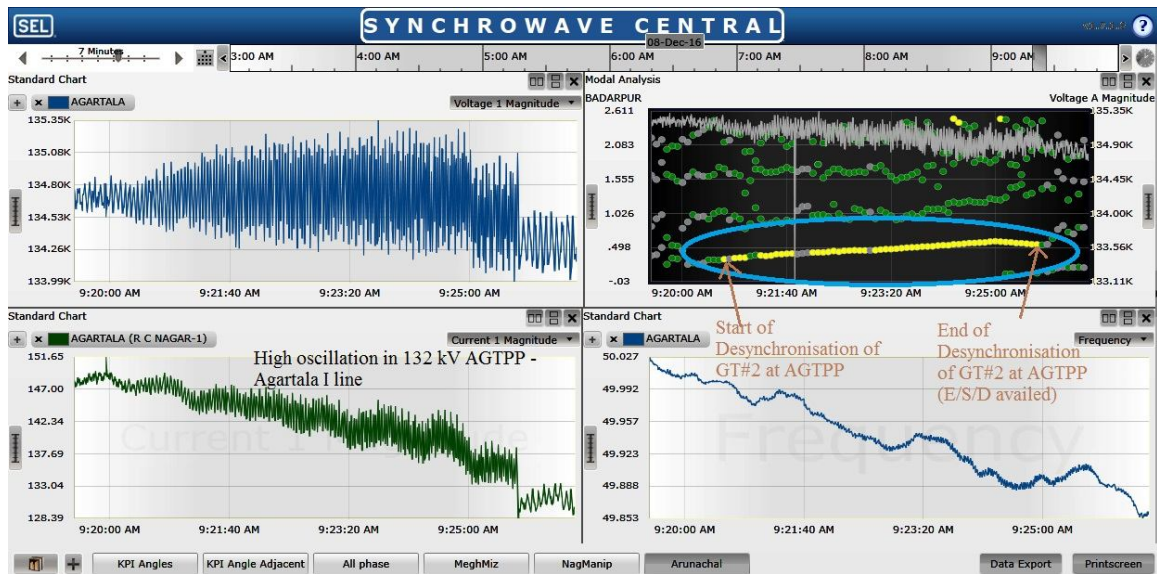 SEL
SYNCHROWAVE CENTRAL
?
08-Dec-16
7 Minutes
3:00 AM 4:00 AM 5:00 AM 6:00 AM 7:00 AM 8:00 AM 9:00 AM
Standard Chart
AGARTALA
Voltage 1 Magnitude
135.35K
135.08K
134.80K
134.53K
134.26K
133.99K
9:20:00 AM 9:21:40 AM 9:23:20 AM 9:25:00 AM
Modal Analysis
BADARPUR Voltage A Magnitude
2.611 135.35K
2.083 134.90K
1.555 134.45K
1.026 134.00K
.498 133.56K
-.03 133.11K
9:20:00 AM 9:21:40 AM 9:23:20 AM 9:25:00 AM
Standard Chart
AGARTALA (R C NAGAR-1)
Current 1 Magnitude
High oscillation in 132 kV AGTPP -
Agartala I line
Current 1 Magnitude
151.65
147.00
142.34
137.69
133.04
128.39
9:20:00 AM 9:21:40 AM 9:23:20 AM 9:25:00 AM
Standard Chart
AGARTALA
Frequency
Start of
Desynchronisation of
GT#2 at AGTPP
End of
Desynchronisation
of GT#2 at AGTPP
(E/S/D availed)
Frequency
50.027
49.992
49.957
49.923
49.888
49.853
9:20:00 AM 9:21:40 AM 9:23:20 AM 9:25:00 AM
KPI Angles KPI Angle Adjacent All phase MeghMiz NagManip Arunachal Data Export Printscreen